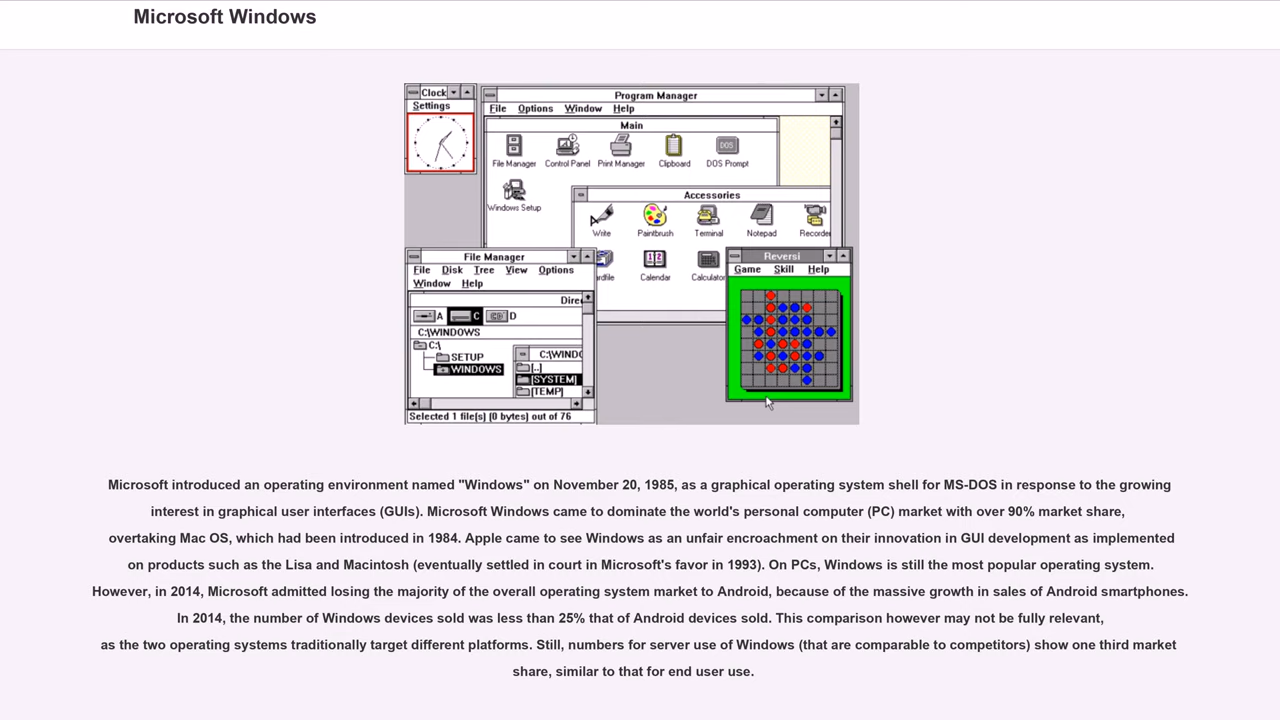 Microsoft Windows
Clock
Settings
Program Manager
File Options Window Help
Main
File Manager Control Panel Print Manager Clipboard DOS Prompt
DOS
Windows Setup
Accessories
Write Paintbrush Terminal Notepad Recorder
Calendar
File Manager
File Disk Tree View Options
Window Help
A C D
C:\WINDOWS
C:\
SETUP
WINDOWS
[..]
[SYSTEM]
[TEMP]
Selected 1 file(s) (0 bytes) out of 76
Reversi
Game Skill Help
Microsoft introduced an operating environment named "Windows" on November 20, 1985, as a graphical operating system shell for MS-DOS in response to the growing
interest in graphical user interfaces (GUIs). Microsoft Windows came to dominate the world's personal computer (PC) market with over 90% market share,
overtaking Mac OS, which had been introduced in 1984. Apple came to see Windows as an unfair encroachment on their innovation in GUI development as implemented
on products such as the Lisa and Macintosh (eventually settled in court in Microsoft's favor in 1993). On PCs, Windows is still the most popular operating system.
However, in 2014, Microsoft admitted losing the majority of the overall operating system market to Android, because of the massive growth in sales of Android smartphones.
In 2014, the number of Windows devices sold was less than 25% that of Android devices sold. This comparison however may not be fully relevant,
as the two operating systems traditionally target different platforms. Still, numbers for server use of Windows (that are comparable to competitors) show one third market
share, similar to that for end user use.